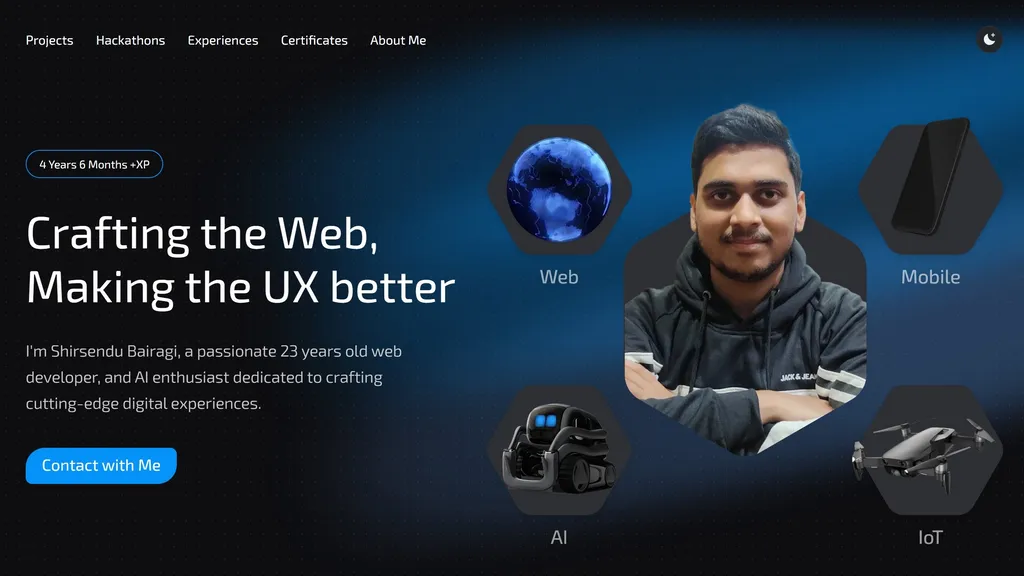 Projects Hackathons Experiences Certificates About Me
4 Years 6 Months +XP
Crafting the Web,
Making the UX better
I'm Shirsendu Bairagi, a passionate 23 years old web
developer, and AI enthusiast dedicated to crafting
cutting-edge digital experiences.
Contact with Me
Web
Mobile
JACK & JEA
AI
IoT